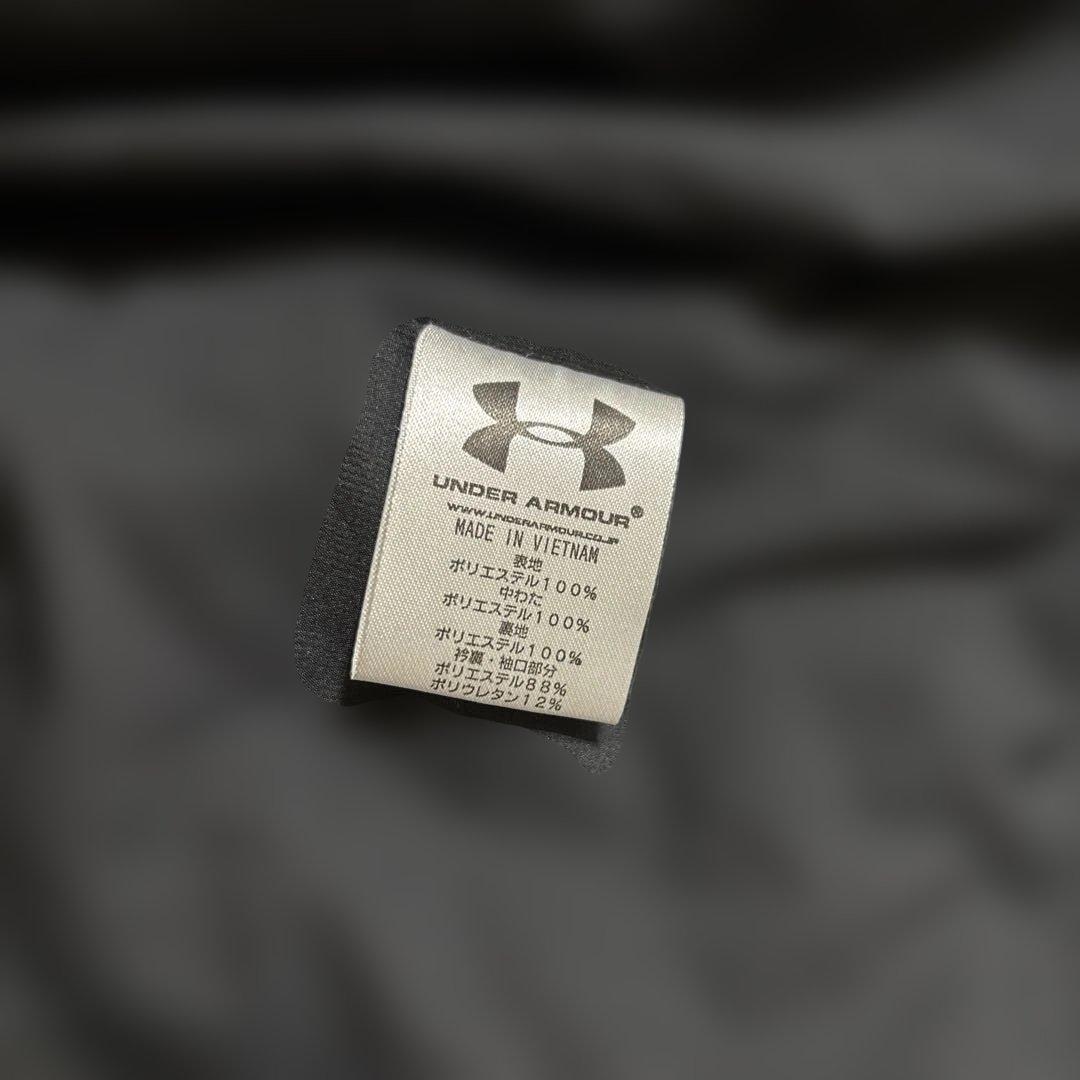 UNDER ARMOUR®
WWW.UNDERARMOUR.CO.JP
MADE IN VIETNAM
表地
ポリエステル100%
中わた
ポリエステル100%
裏地
ポリエステル100%
衿裏・袖口部分
ポリエステル88%
ポリウレタン12%